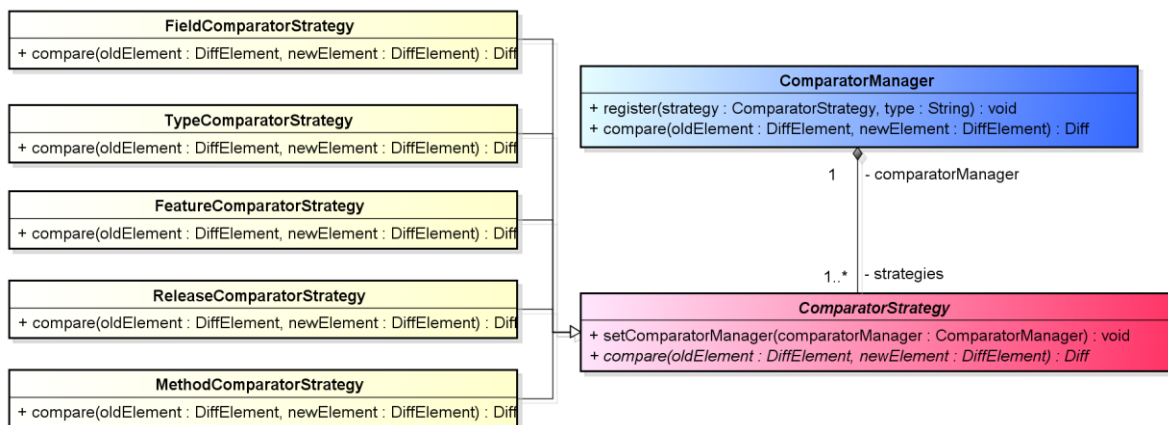 FieldComparatorStrategy
+ compare(oldElement : DiffElement, newElement : DiffElement) : Diff
TypeComparatorStrategy
+ compare(oldElement : DiffElement, newElement : DiffElement) : Diff
FeatureComparatorStrategy
+ compare(oldElement : DiffElement, newElement : DiffElement) : Diff
ReleaseComparatorStrategy
+ compare(oldElement : DiffElement, newElement : DiffElement) : Diff
MethodComparatorStrategy
+ compare(oldElement : DiffElement, newElement : DiffElement) : Diff
ComparatorManager
+ register(strategy : ComparatorStrategy, type : String) : void
+ compare(oldElement : DiffElement, newElement : DiffElement) : Diff
1 - comparatorManager
1..* - strategies
ComparatorStrategy
+ setComparatorManager(comparatorManager : ComparatorManager) : void
+ compare(oldElement : DiffElement, newElement : DiffElement) : Diff